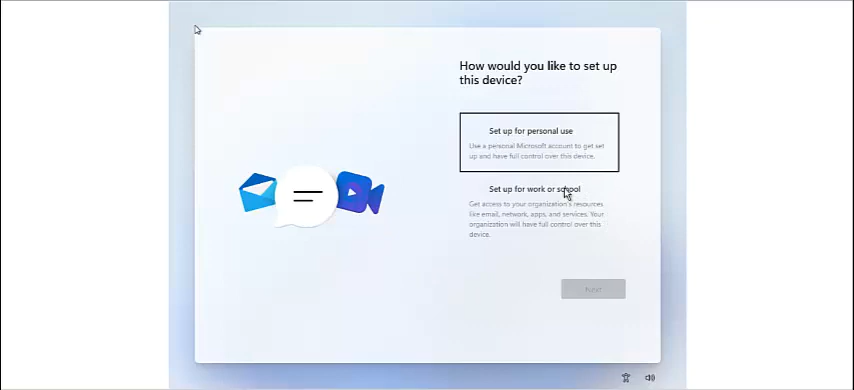 How would you like to set up
this device?
Set up for personal use
Use a personal Microsoft account to get set
up and have full control over this device.
Set up for work or school
Get access to your organization's resources
like email, network, apps, and services. Your
organization will have full control over this
device.
Next